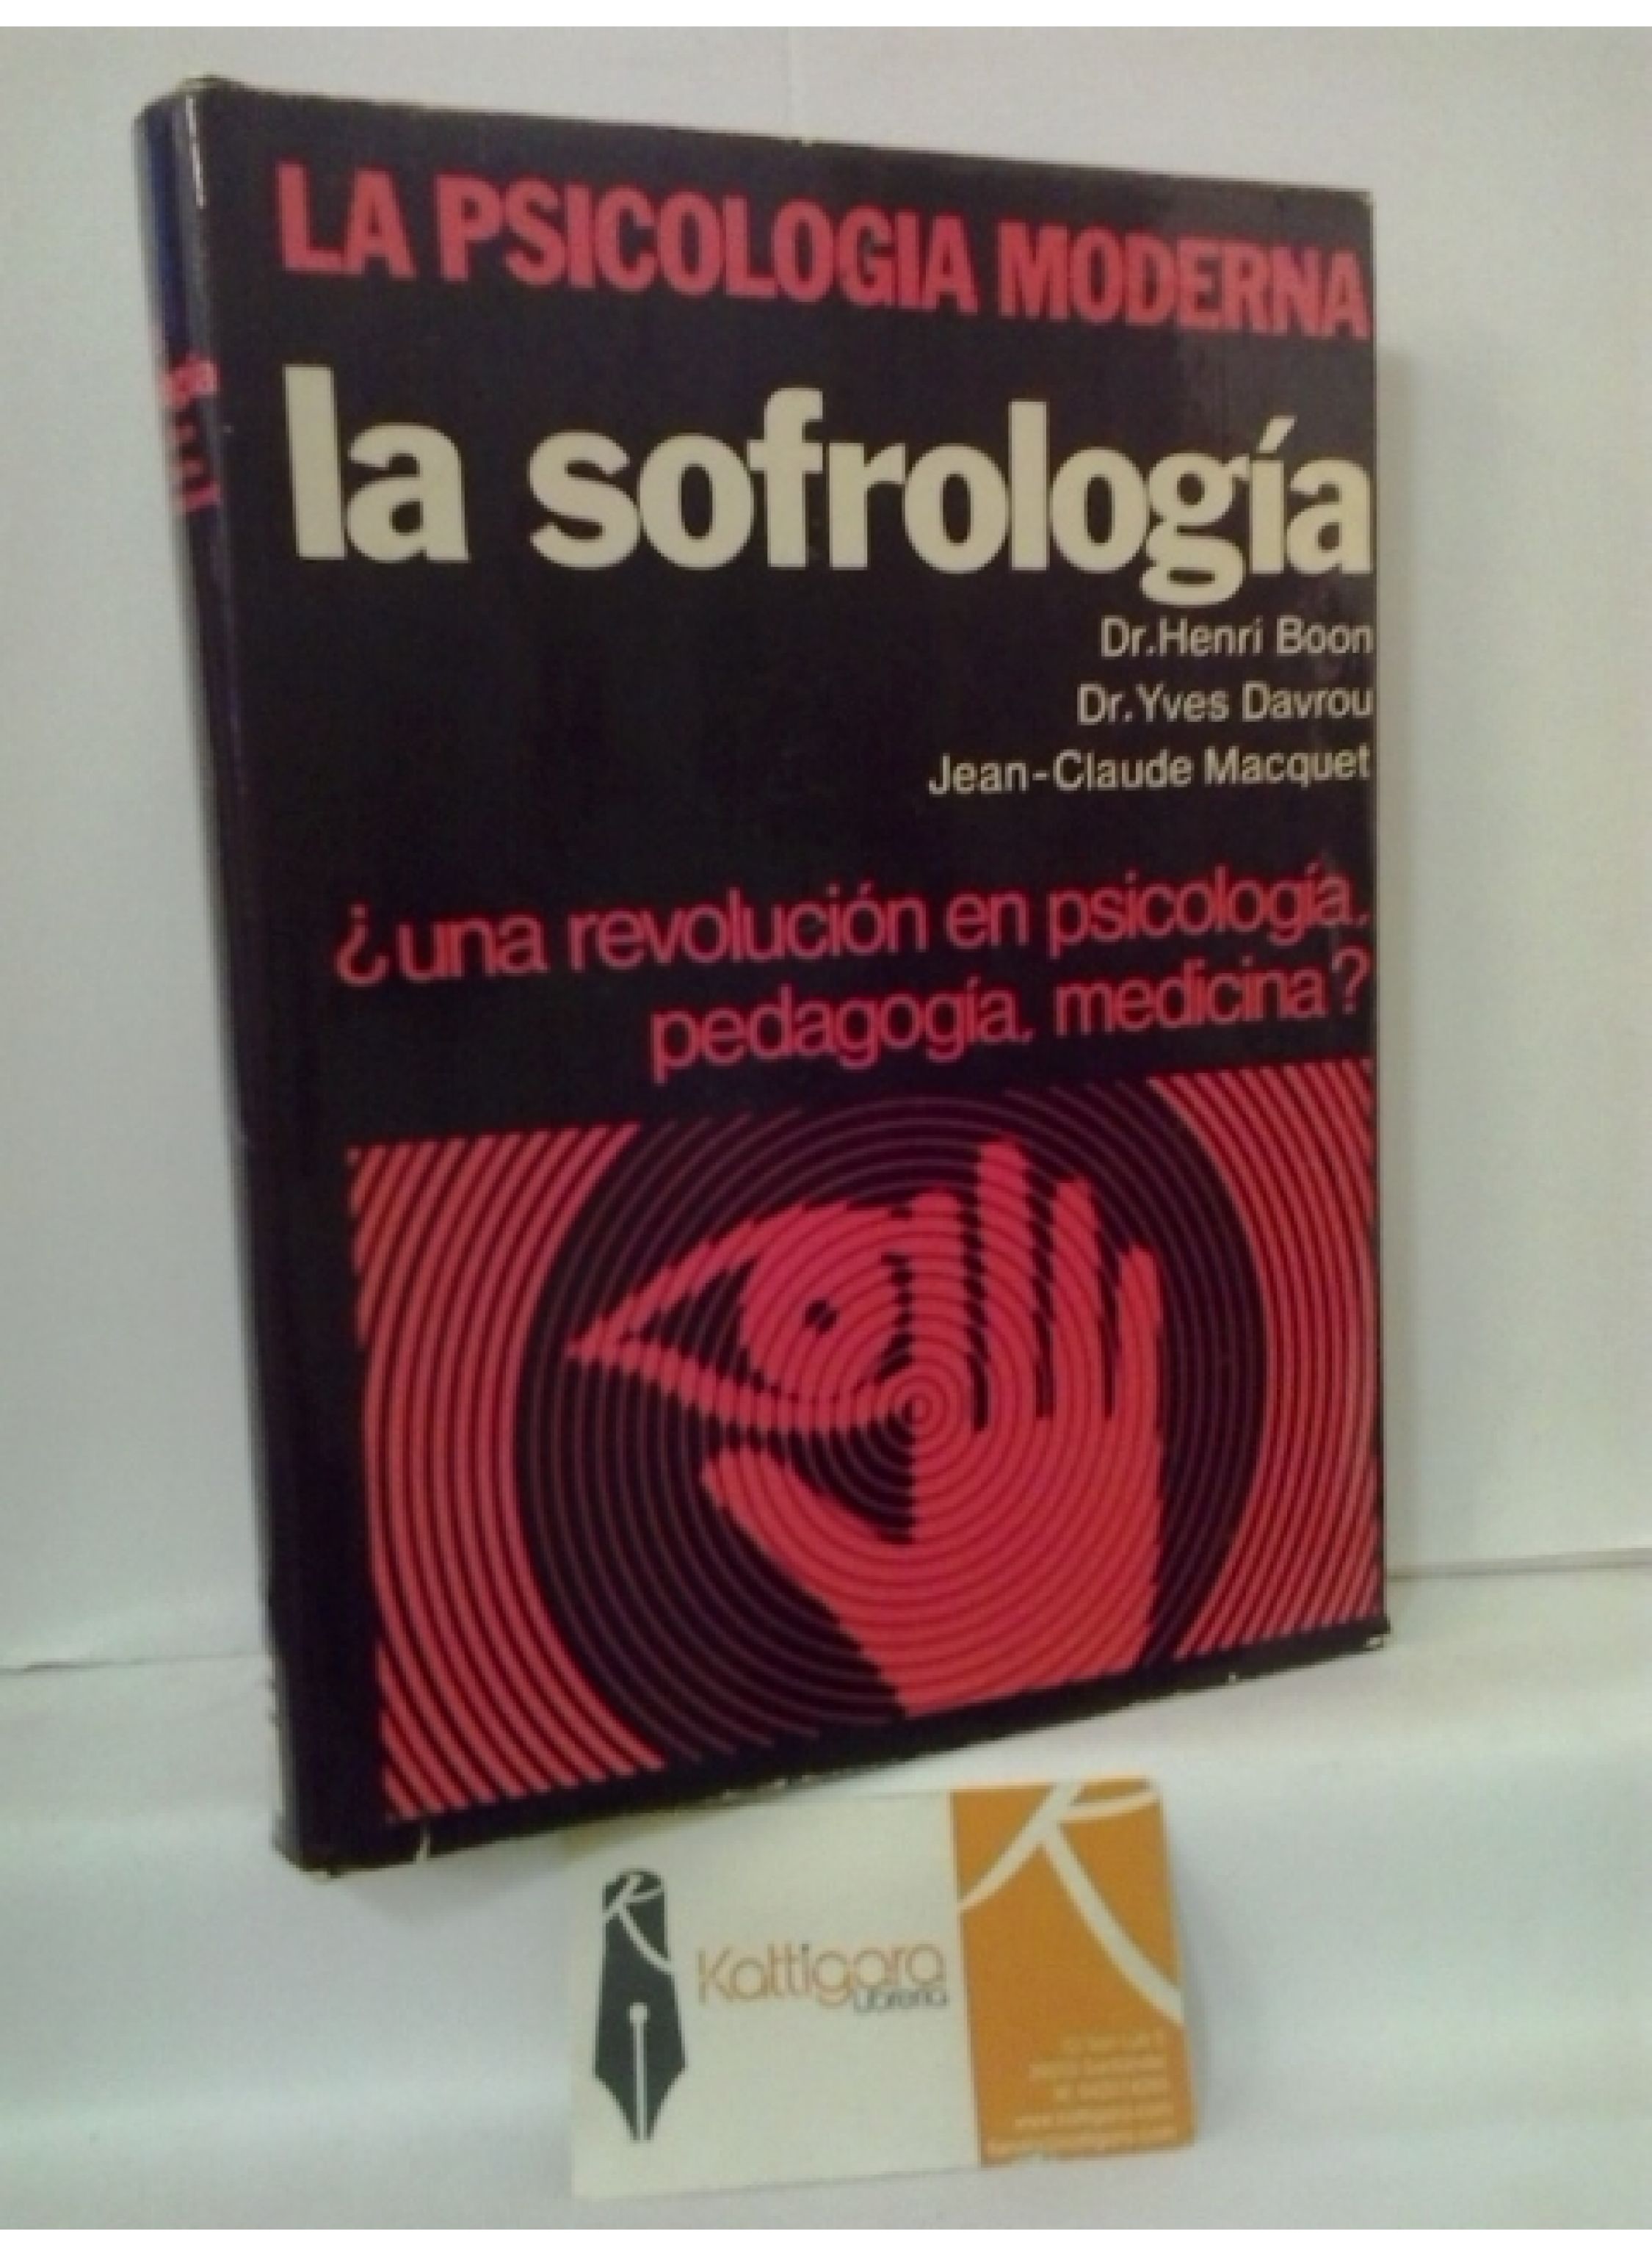 LA PSICOLOGIA MODERNA
la sofrología
Dr.Henri Boon
Dr.Yves Davrou
Jean-Claude Macquet
¿una revolución en psicología,
pedagogía, medicina?
Kattigara
Librería